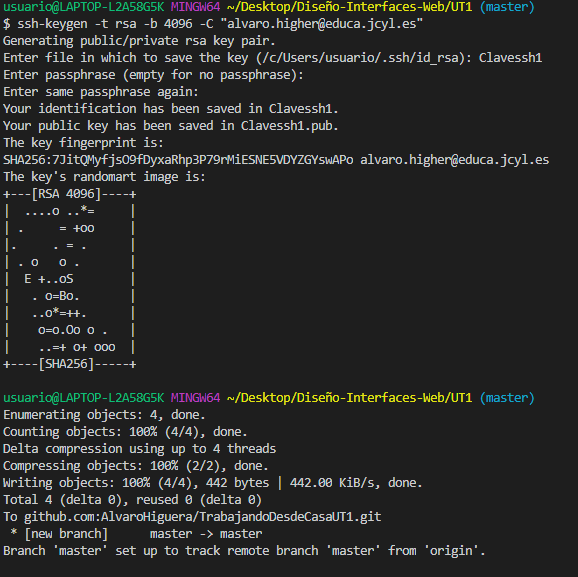 usuario@LAPTOP-L2A58G5K MINGW64 ~/Desktop/Diseño-Interfaces-Web/UT1 (master)
$ ssh-keygen -t rsa -b 4096 -C "alvaro.higher@educa.jcyl.es"
Generating public/private rsa key pair.
Enter file in which to save the key (/c/Users/usuario/.ssh/id_rsa): Clavessh1
Enter passphrase (empty for no passphrase):
Enter same passphrase again:
Your identification has been saved in Clavessh1.
Your public key has been saved in Clavessh1.pub.
The key fingerprint is:
SHA256:7JitQMyfjsO9fDyxaRhp3P79rMiESNE5VDYZGYswAPo alvaro.higher@educa.jcyl.es
The key's randomart image is:
+---[RSA 4096]----+
|  ....o ..*=     |
| .     = +oo     |
|.     . = .      |
| . o   o .       |
|  E +..oS        |
|   . o=Bo.       |
|   ..o*=++.      |
|    o=o.Oo o .   |
|    ..=+ o+ ooo  |
+----[SHA256]-----+
usuario@LAPTOP-L2A58G5K MINGW64 ~/Desktop/Diseño-Interfaces-Web/UT1 (master)
Enumerating objects: 4, done.
Counting objects: 100% (4/4), done.
Delta compression using up to 4 threads
Compressing objects: 100% (2/2), done.
Writing objects: 100% (4/4), 442 bytes | 442.00 KiB/s, done.
Total 4 (delta 0), reused 0 (delta 0)
To github.com:AlvaroHiguera/TrabajandoDesdeCasaUT1.git
 * [new branch]      master -> master
Branch 'master' set up to track remote branch 'master' from 'origin'.